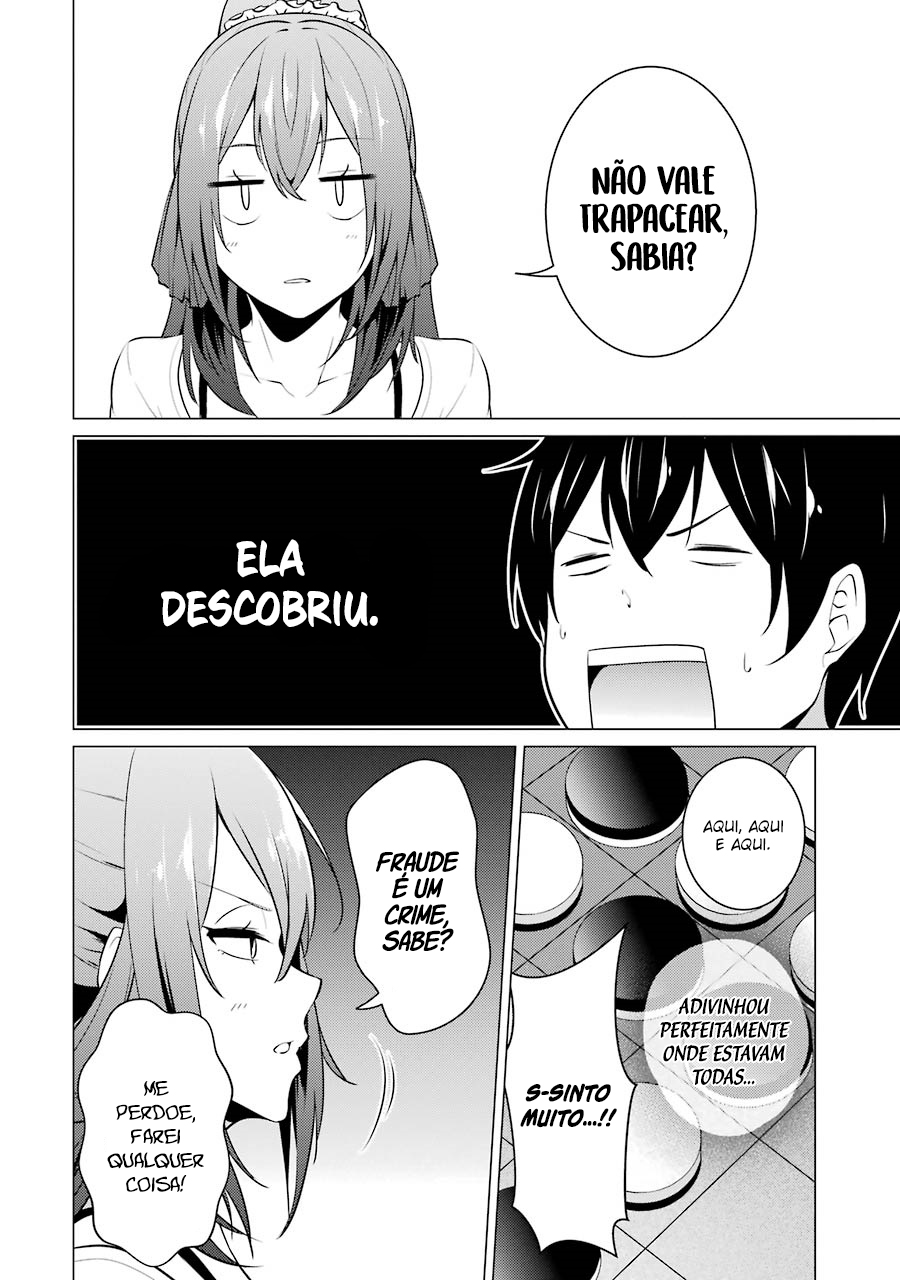 NÃO VALE
TRAPACEAR,
SABIA?
ELA
DESCOBRIU.
AQUI, AQUI
E AQUI.
ADIVINHOU
PERFEITAMENTE
ONDE ESTAVAM
TODAS...
S-SINTO
MUITO...!!
FRAUDE
É UM
CRIME,
SABE?
ME
PERDOE,
FAREI
QUALQUER
COISA!